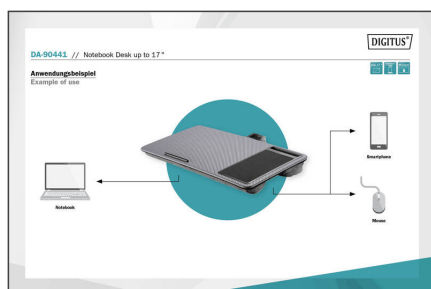 DIGITUS®
DA-90441 // Notebook Desk up to 17"
Anwendungsbeispiel
Example of use
Smartphone
Notebook
Mouse